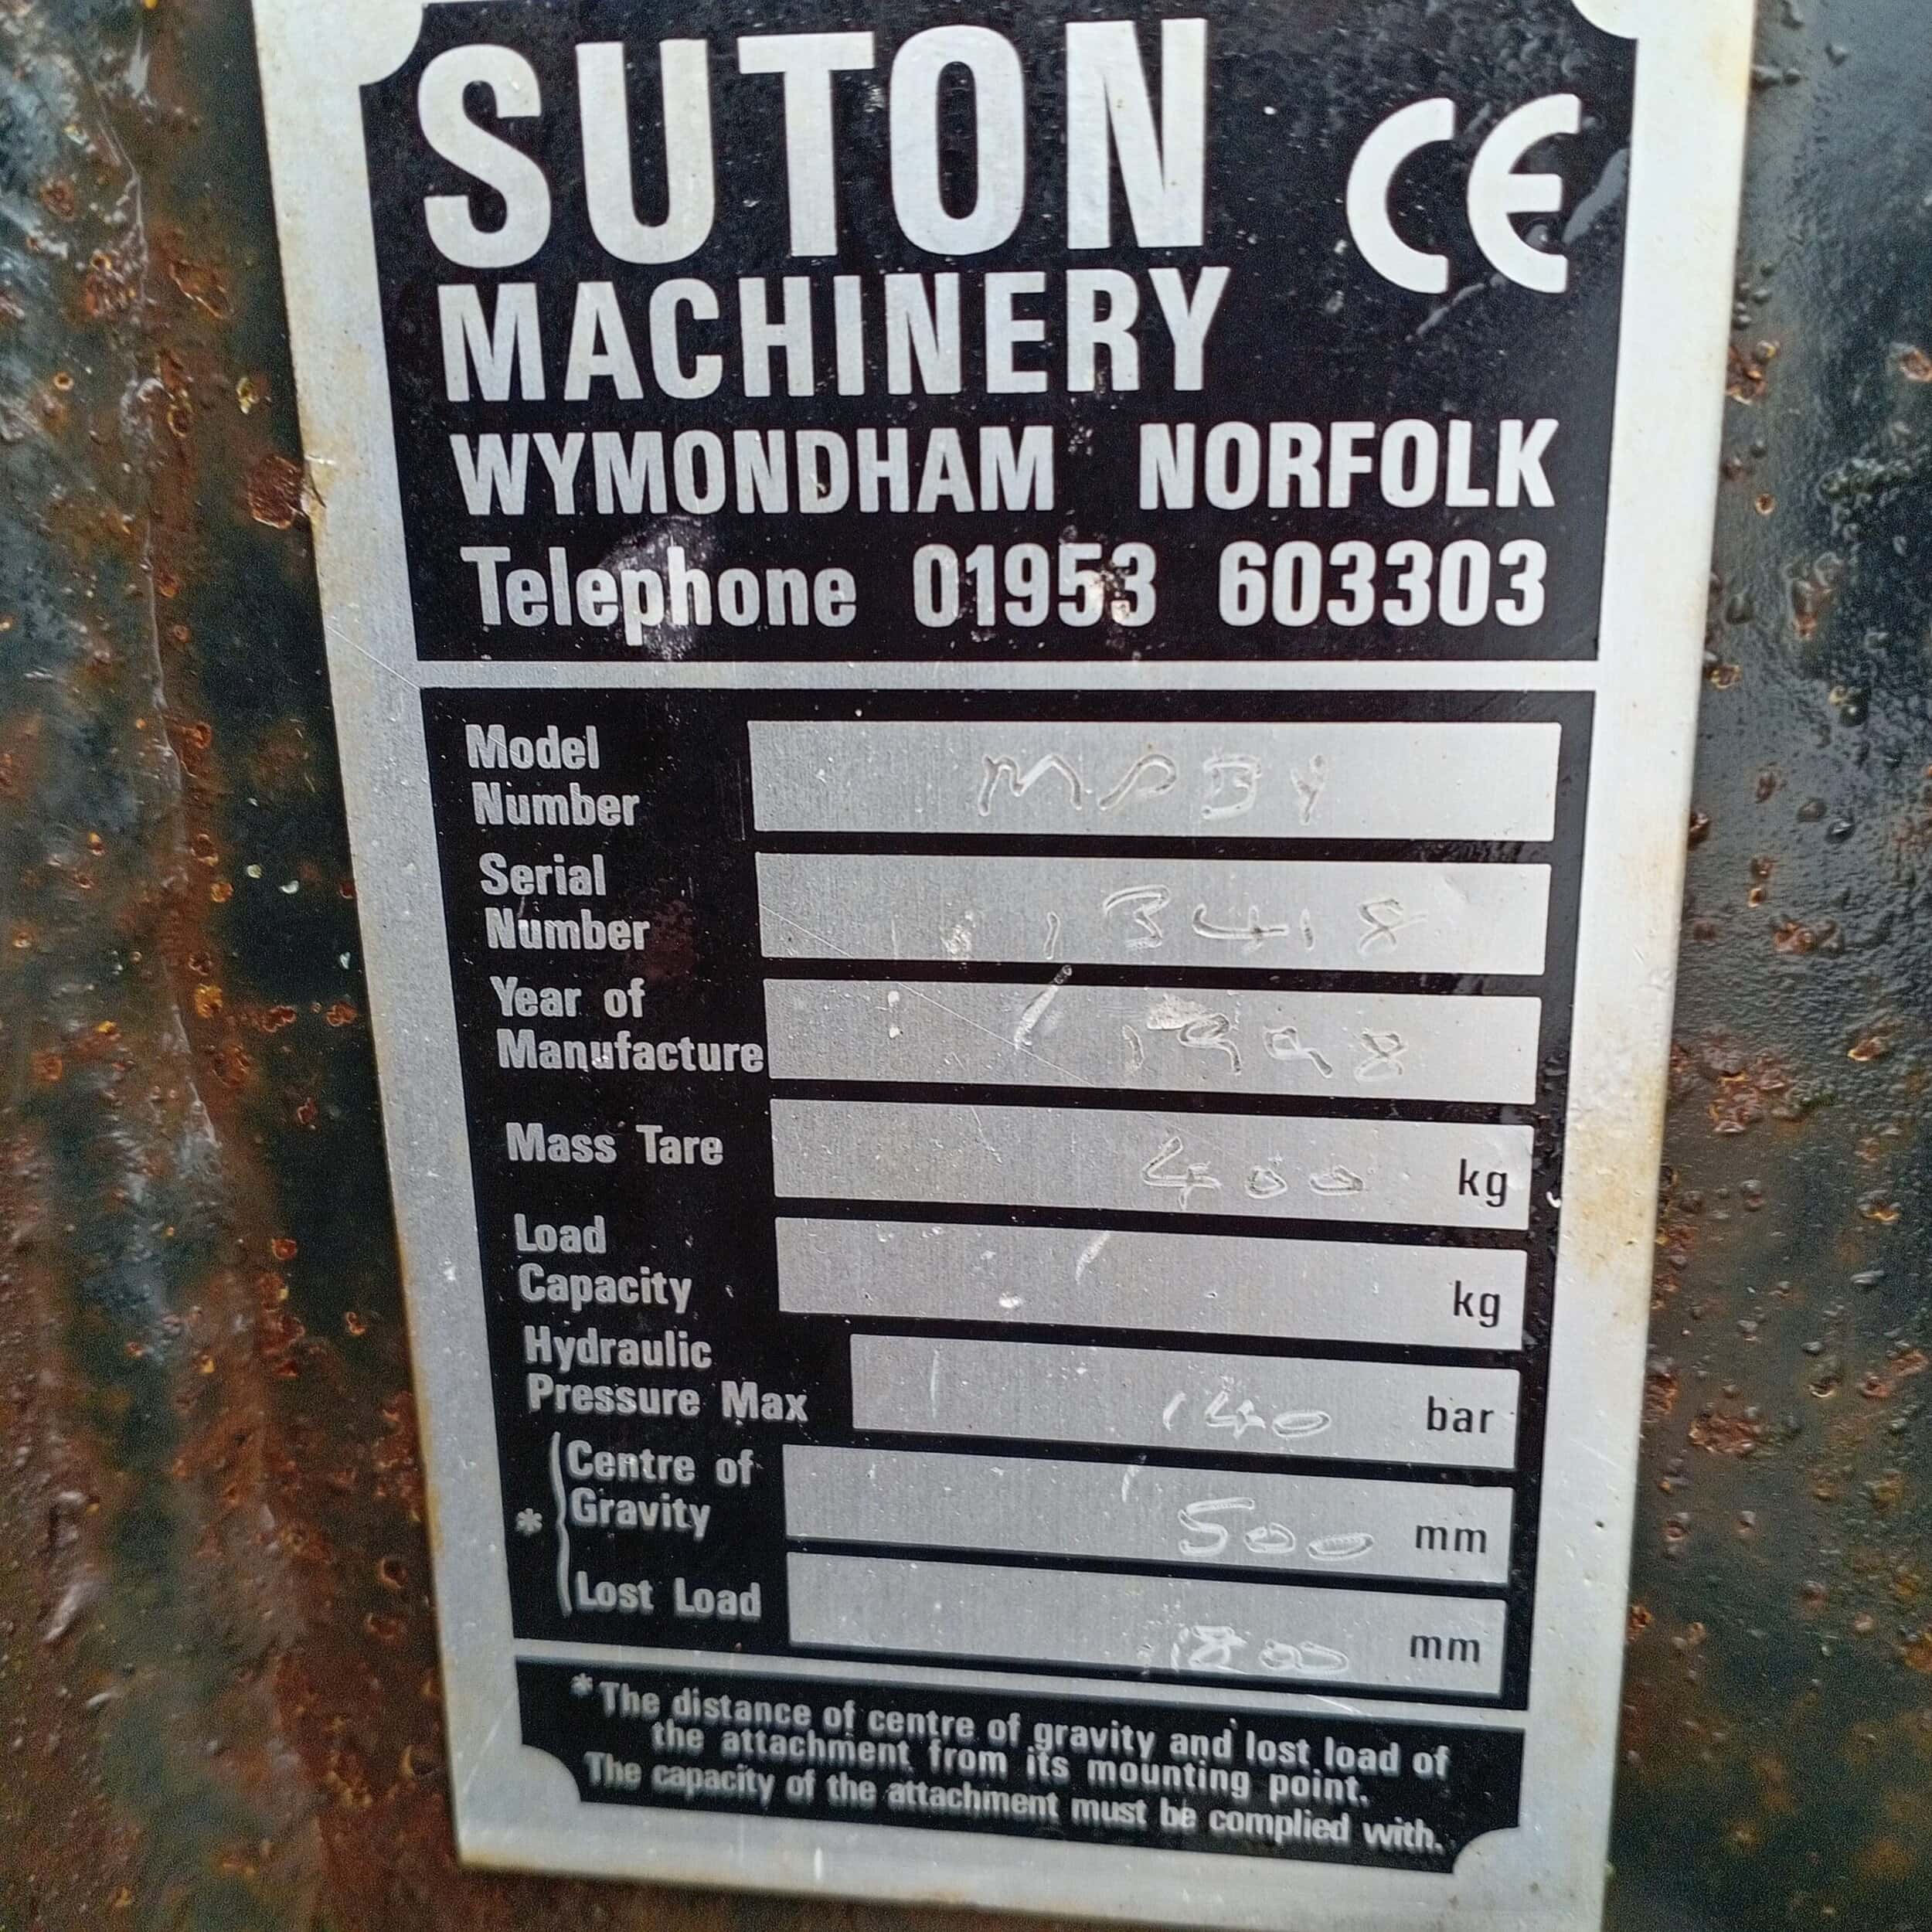 SUTON
CE
MACHINERY
WYMONDHAM NORFOLK
Telephone 01953 603303
Model
Number
Serial
Number
13418
Year of
Manufacture
1998
Mass Tare 400 kg
Load
Capacity
kg
Hydraulic
Pressure Max
140 bar
Centre of
Gravity
500 mm
*
Lost Load 1800 mm
*The distance of centre of gravity and lost load of
the attachment from its mounting point.
The capacity of the attachment must be complied with.